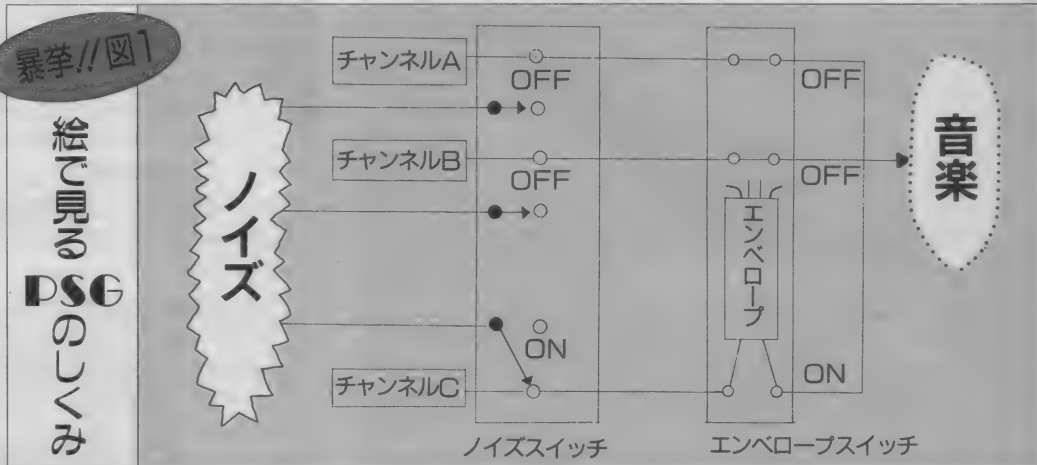 暴挙!!図1
絵で見るPSGのしくみ
ノイズ
チャンネルA
OFF
チャンネルB
OFF
ON
チャンネルC
ノイズスイッチ
OFF
OFF
エンベロープ
ON
エンベロープスイッチ
音楽